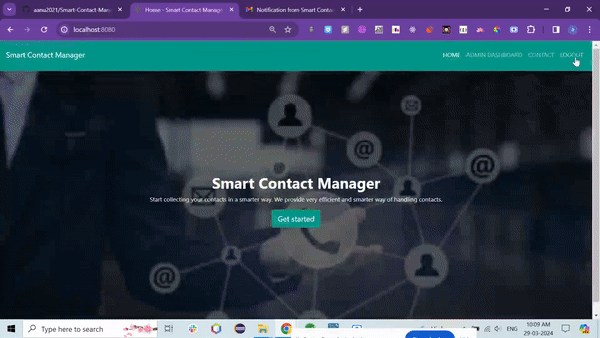 aanu2021/Smart-Contact-Man
Home - Smart Contact Manage
Notification from Smart Contac
localhost:8080
Smart Contact Manager
HOME
ADMIN DASHBOARD
CONTACT
LOGOUT
Smart Contact Manager
Start collecting your contacts in a smarter way. We provide very efficient and smarter way of handling contacts.
Get started
Type here to search
ENG
10:09 AM
29-03-2024